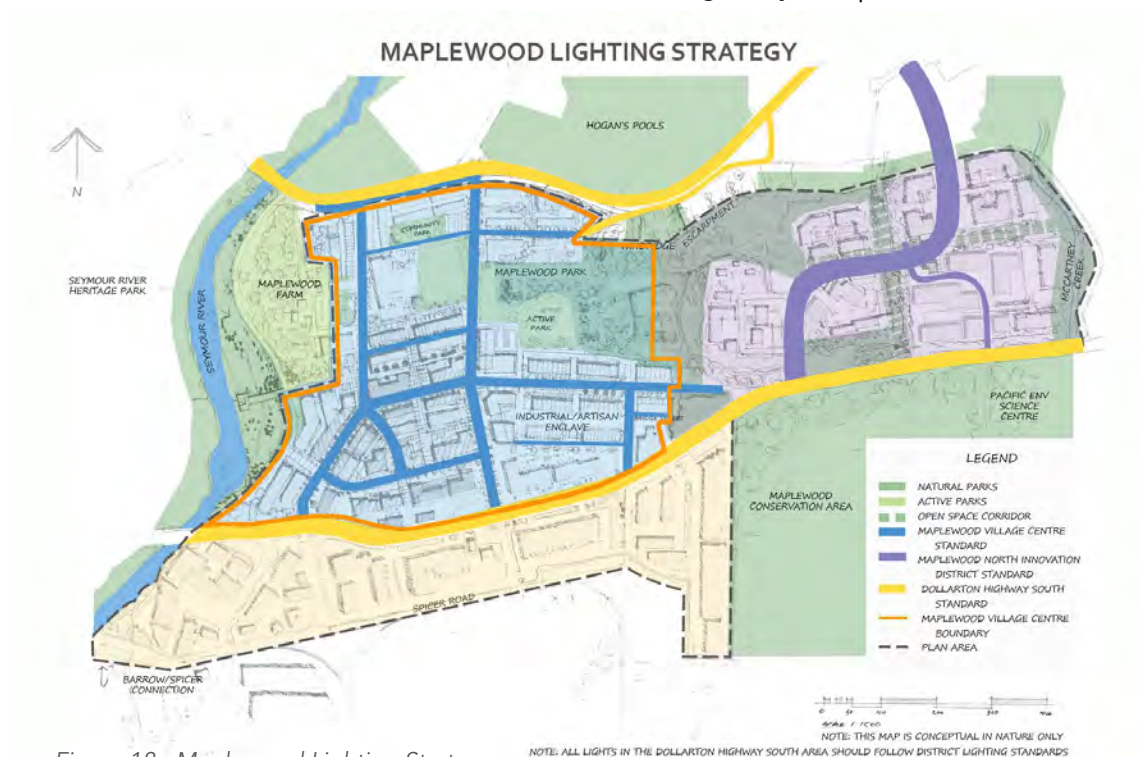 MAPLEWOOD LIGHTING STRATEGY
HOGAN'S POOLS
N
COMMUNITY
PARK
ESCARPMENT
SEYMOUR RIVER
HERITAGE PARK
MAPLEWOOD
FARM
MAPLEWOOD PARK
MCCARTNEY
CREEK
SEYMOUR RIVER
ACTIVE
PARK
INDUSTRIAL/ARTISAN
ENCLAVE
PACIFIC ENV
SCIENCE
CENTRE
MAPLEWOOD
CONSERVATION AREA
SPICER ROAD
BARROW/SPICER
CONNECTION
LEGEND
NATURAL PARKS
ACTIVE PARKS
OPEN SPACE CORRIDOR
MAPLEWOOD VILLAGE CENTRE
STANDARD
MAPLEWOOD NORTH INNOVATION
DISTRICT STANDARD
DOLLARTON HIGHWAY SOUTH
STANDARD
MAPLEWOOD VILLAGE CENTRE
BOUNDARY
PLAN AREA
SCALE 1:1500
NOTE: THIS MAP IS CONCEPTUAL IN NATURE ONLY
NOTE: ALL LIGHTS IN THE DOLLARTON HIGHWAY SOUTH AREA SHOULD FOLLOW DISTRICT LIGHTING STANDARDS